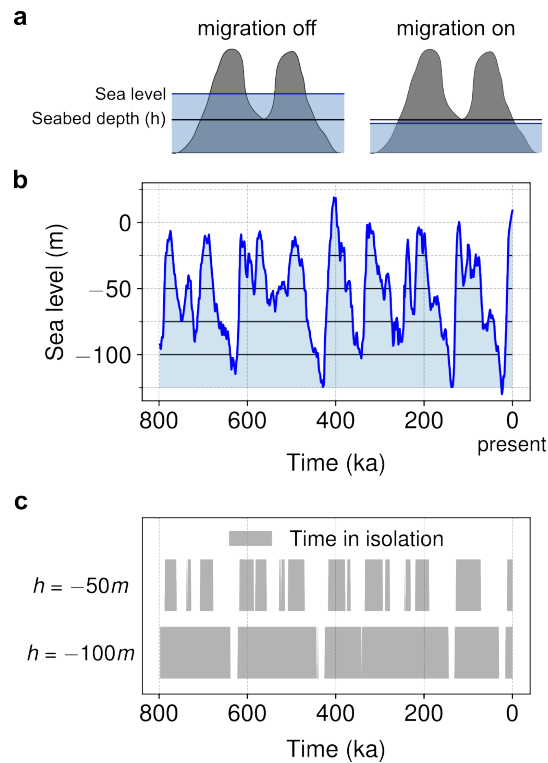 a
migration off
migration on
Sea level
Seabed depth (h)
b
Sea level (m)
0
−50
−100
800
600
400
200
0
present
Time (ka)
c
Time in isolation
h = −50m
h = −100m
800
600
400
200
0
Time (ka)